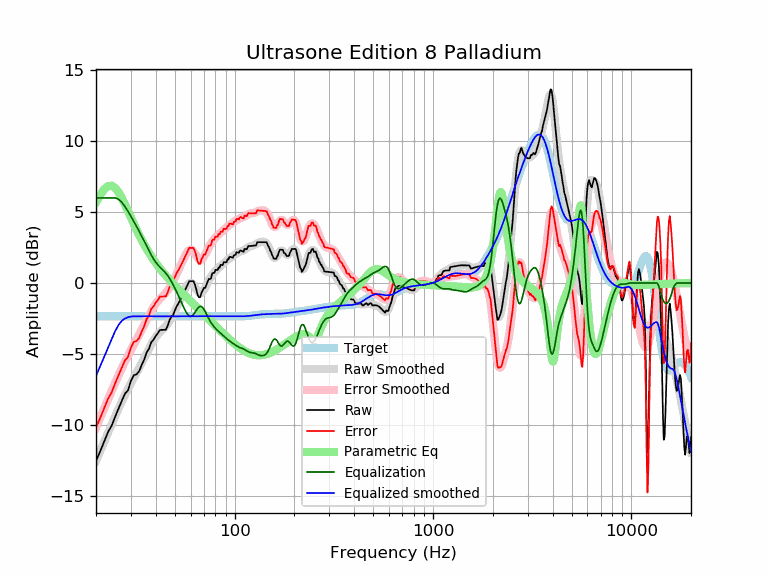 Ultrasone Edition 8 Palladium
15
10
5
0
−5
−10
−15
Amplitude (dBr)
Target
Raw Smoothed
Error Smoothed
Raw
Error
Parametric Eq
Equalization
Equalized smoothed
100 1000 10000
Frequency (Hz)